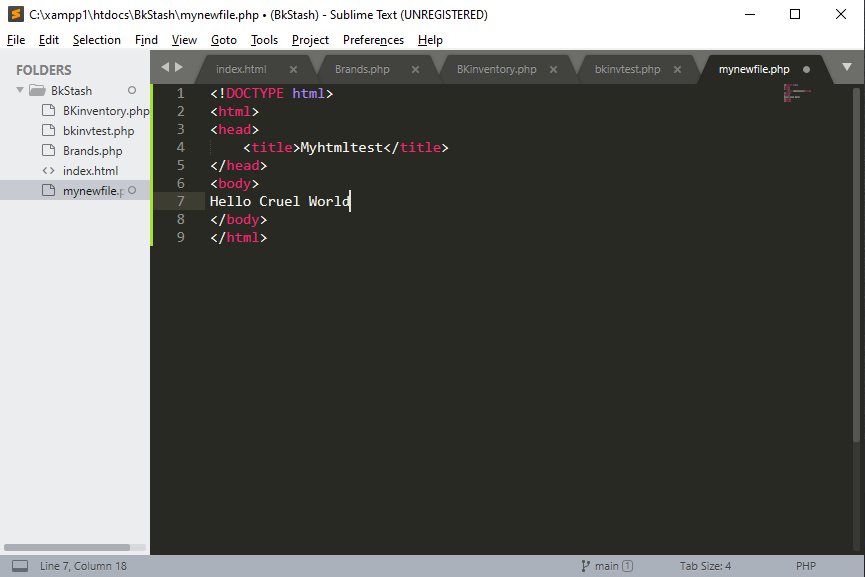 C:\xampp1\htdocs\BkStash\mynewfile.php • (BkStash) - Sublime Text (UNREGISTERED)
File Edit Selection Find View Goto Tools Project Preferences Help
FOLDERS
BkStash
BKinventory.php
bkinvtest.php
Brands.php
index.html
mynewfile.p
index.html Brands.php BKinventory.php bkinvtest.php mynewfile.php
1 <!DOCTYPE html>
2 <html>
3 <head>
4 <title>Myhtmltest</title>
5 </head>
6 <body>
7 Hello Cruel World
8 </body>
9 </html>
Line 7, Column 18 main 1 Tab Size: 4 PHP